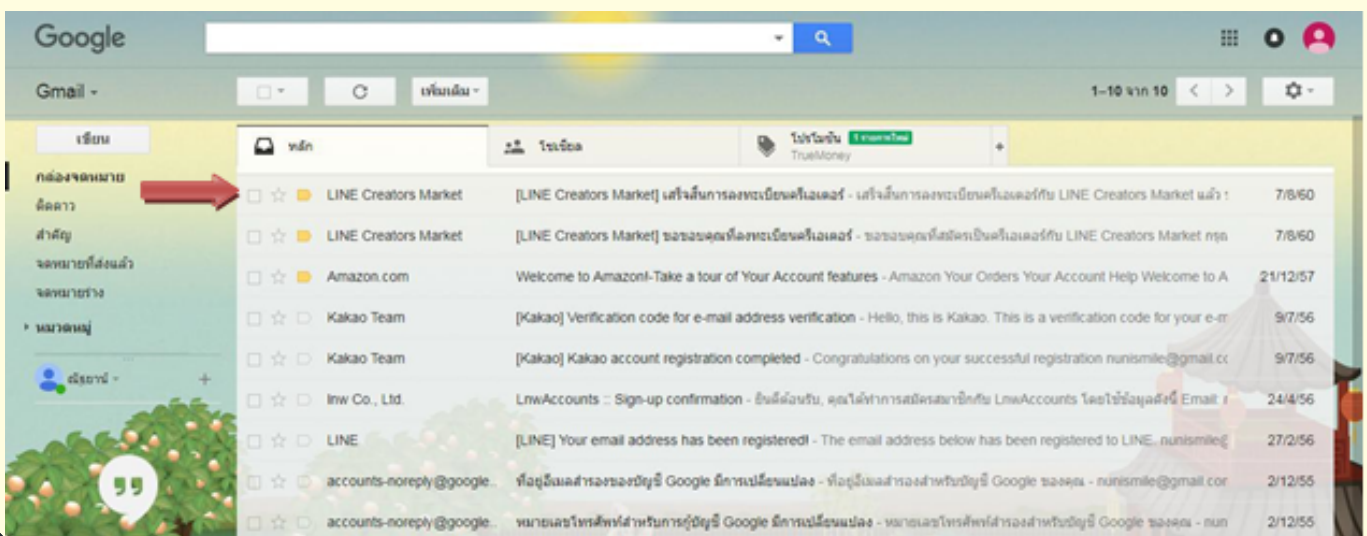 Google
Gmail
เพิ่มเติม
1–10 จาก 10
เขียน
หลัก
โซเชียล
โปรโมชัน 1 รายการใหม่
TrueMoney
+
กล่องจดหมาย
ติดดาว
สำคัญ
จดหมายที่ส่งแล้ว
จดหมายร่าง
หมวดหมู่
ณัฐยานี +
LINE Creators Market [LINE Creators Market] เสร็จสิ้นการลงทะเบียนครีเอเตอร์ - เสร็จสิ้นการลงทะเบียนครีเอเตอร์กับ LINE Creators Market แล้ว 7/8/60
LINE Creators Market [LINE Creators Market] ขอขอบคุณที่ลงทะเบียนครีเอเตอร์ - ขอขอบคุณที่สมัครเป็นครีเอเตอร์กับ LINE Creators Market กรุณ 7/8/60
Amazon.com Welcome to Amazon!-Take a tour of Your Account features - Amazon Your Orders Your Account Help Welcome to A 21/12/57
Kakao Team [Kakao] Verification code for e-mail address verification - Hello, this is Kakao. This is a verification code for your e-m 9/7/56
Kakao Team [Kakao] Kakao account registration completed - Congratulations on your successful registration nunismile@gmail.cc 9/7/56
lnw Co., Ltd. LnwAccounts :: Sign-up confirmation - ยินดีต้อนรับ, คุณได้ทำการสมัครสมาชิกกับ LnwAccounts โดยใช้ข้อมูลดังนี้ Email: 24/4/56
LINE [LINE] Your email address has been registered! - The email address below has been registered to LINE. nunismile@ 27/2/56
accounts-noreply@google. ที่อยู่อีเมลสำรองของบัญชี Google มีการเปลี่ยนแปลง - ที่อยู่อีเมลสำรองสำหรับบัญชี Google ของคุณ - nunismile@gmail.com 2/12/55
accounts-noreply@google. หมายเลขโทรศัพท์สำหรับการกู้บัญชี Google มีการเปลี่ยนแปลง - หมายเลขโทรศัพท์สำรองสำหรับบัญชี Google ของคุณ - nun 2/12/55